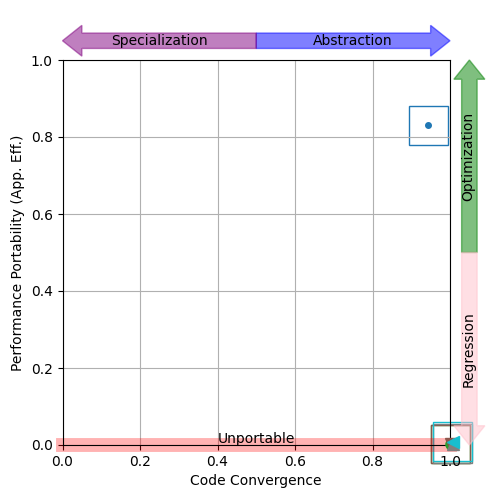 Specialization
Abstraction
1.0
0.8
0.6
0.4
0.2
0.0
Performance Portability (App. Eff.)
Optimization
Regression
Unportable
0.0
0.2
0.4
0.6
0.8
1.0
Code Convergence